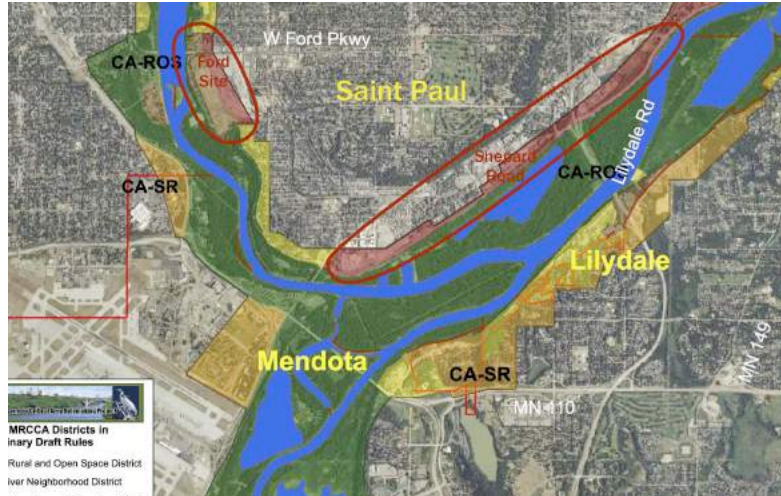 W Ford Pkwy
CA-ROS
Ford
Site
Saint Paul
Shepard
Road
CA-ROS
Lilydale Rd
CA-SR
Lilydale
Mendota
CA-SR
MN 149
MN 110
MRCCA Districts in
inary Draft Rules
Rural and Open Space District
iver Neighborhood District